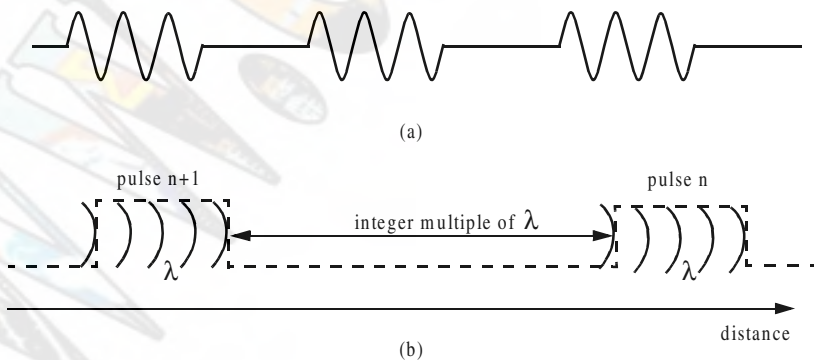 (a)
pulse n+1
pulse n
integer multiple of λ
λ
λ
distance
(b)